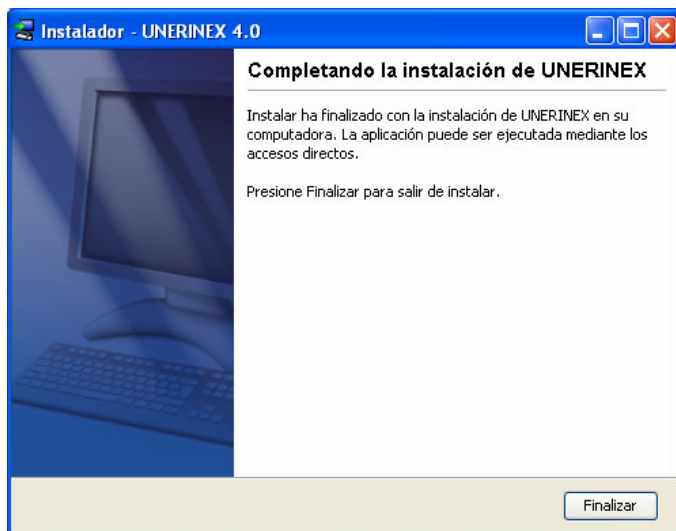 Instalador - UNERINEX 4.0
Completando la instalación de UNERINEX
Instalar ha finalizado con la instalación de UNERINEX en su
computadora. La aplicación puede ser ejecutada mediante los
accesos directos.
Presione Finalizar para salir de instalar.
Finalizar